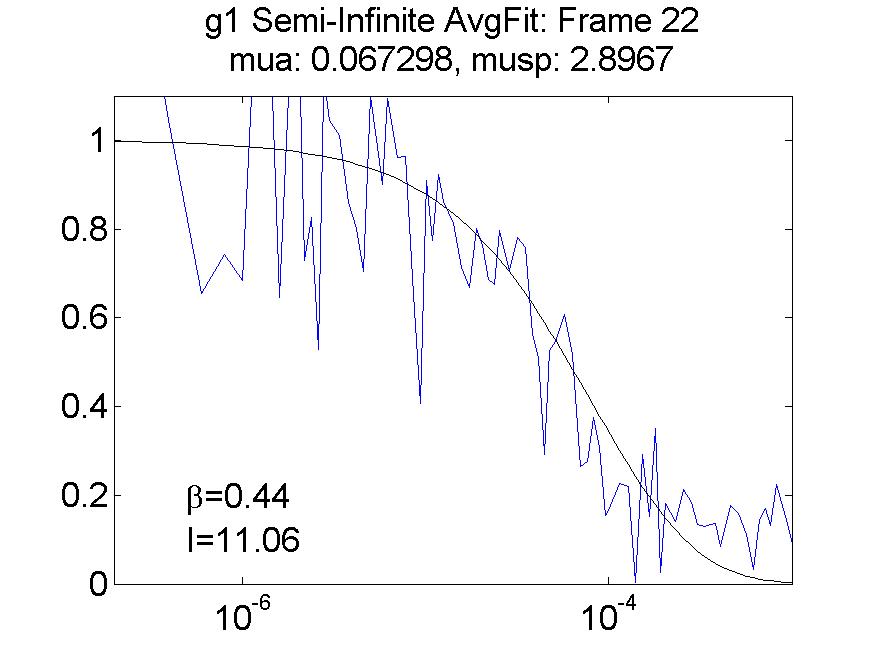 g1 Semi-Infinite AvgFit: Frame 22
mua: 0.067298, musp: 2.8967
1
0.8
0.6
0.4
0.2
0
β=0.44
I=11.06
10^-6
10^-4